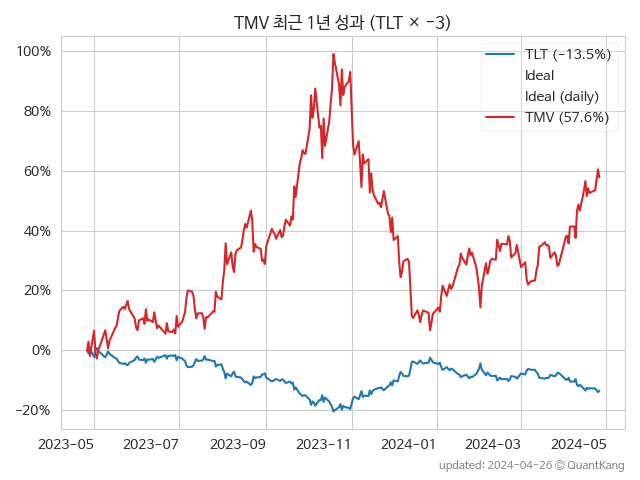 TMV 최근 1년 성과 (TLT × −3)
TLT (−13.5%)
Ideal
Ideal (daily)
TMV (57.6%)
100%
80%
60%
40%
20%
0%
−20%
2023-05 2023-07 2023-09 2023-11 2024-01 2024-03 2024-05
updated: 2024-04-26 © QuantKang